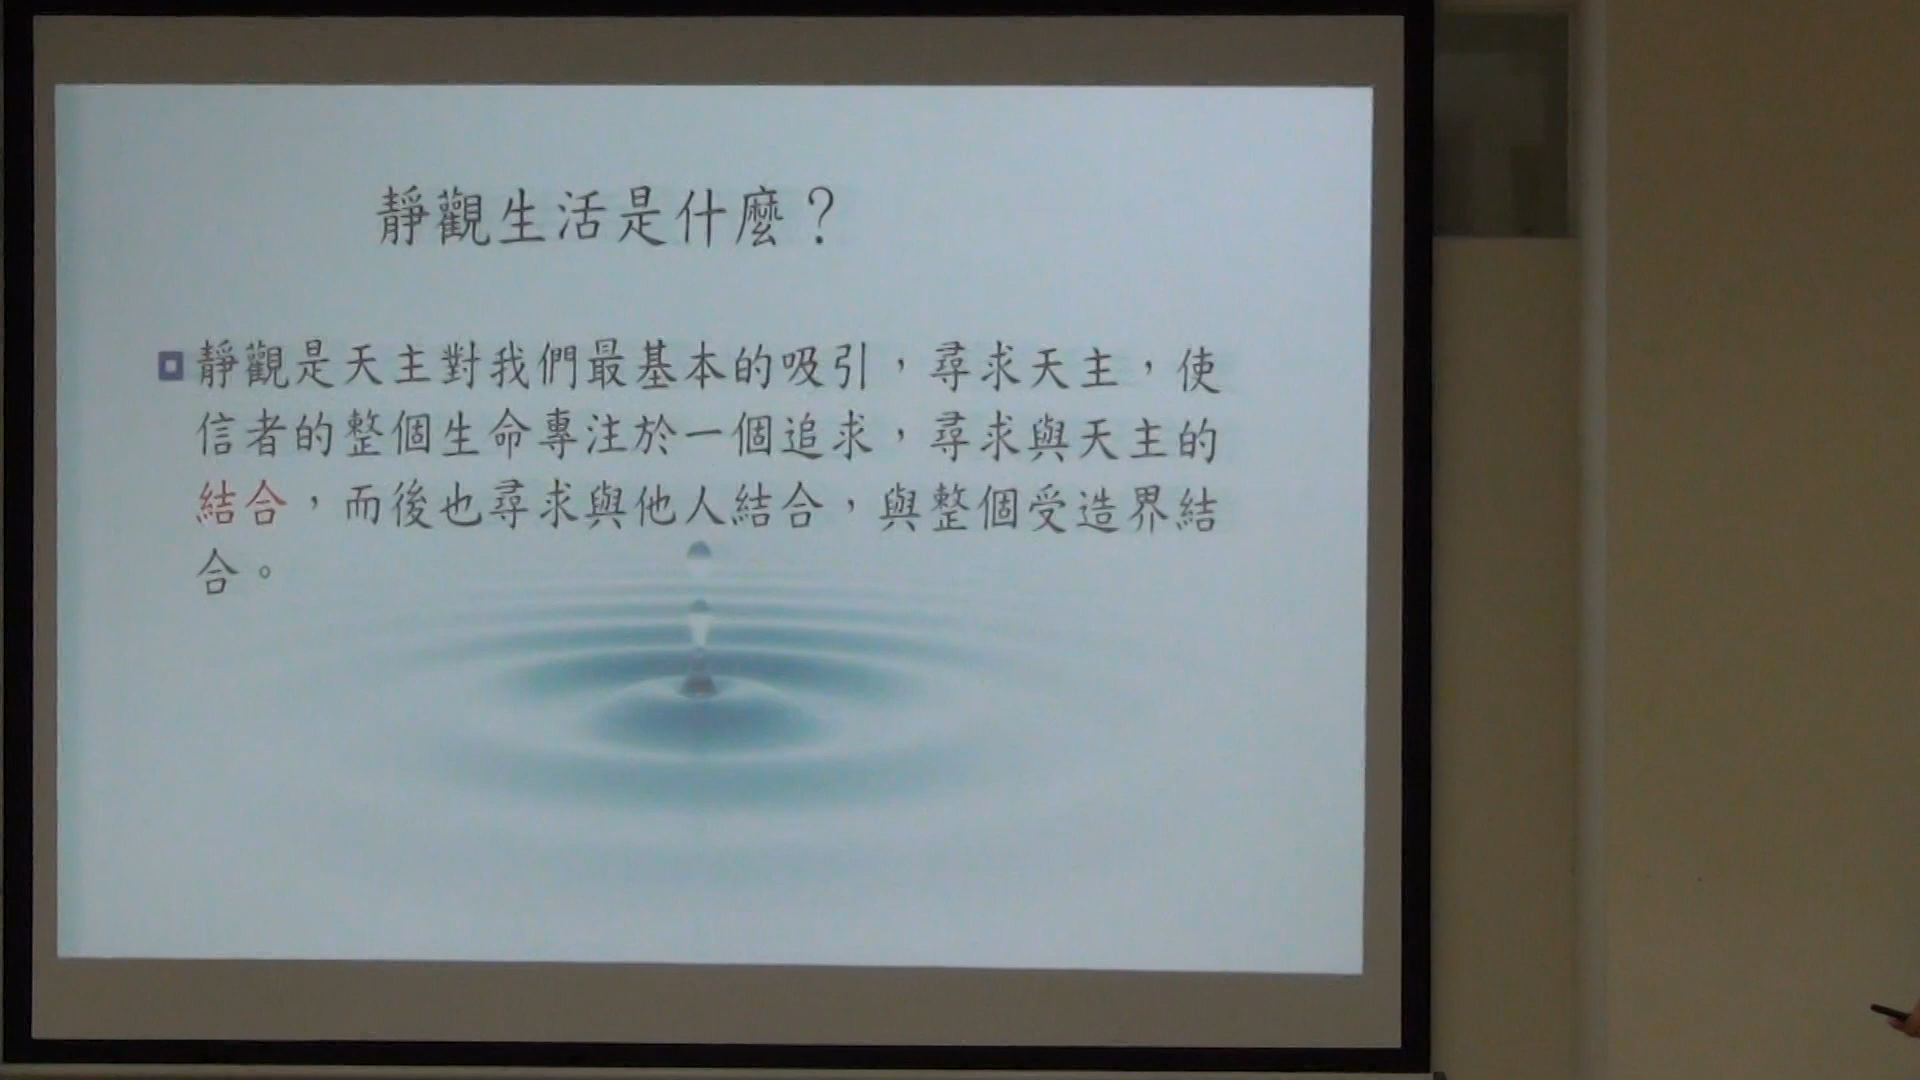 靜觀生活是什麼？
靜觀是天主對我們最基本的吸引，尋求天主，使
信者的整個生命專注於一個追求，尋求與天主的
結合，而後也尋求與他人結合，與整個受造界結
合。